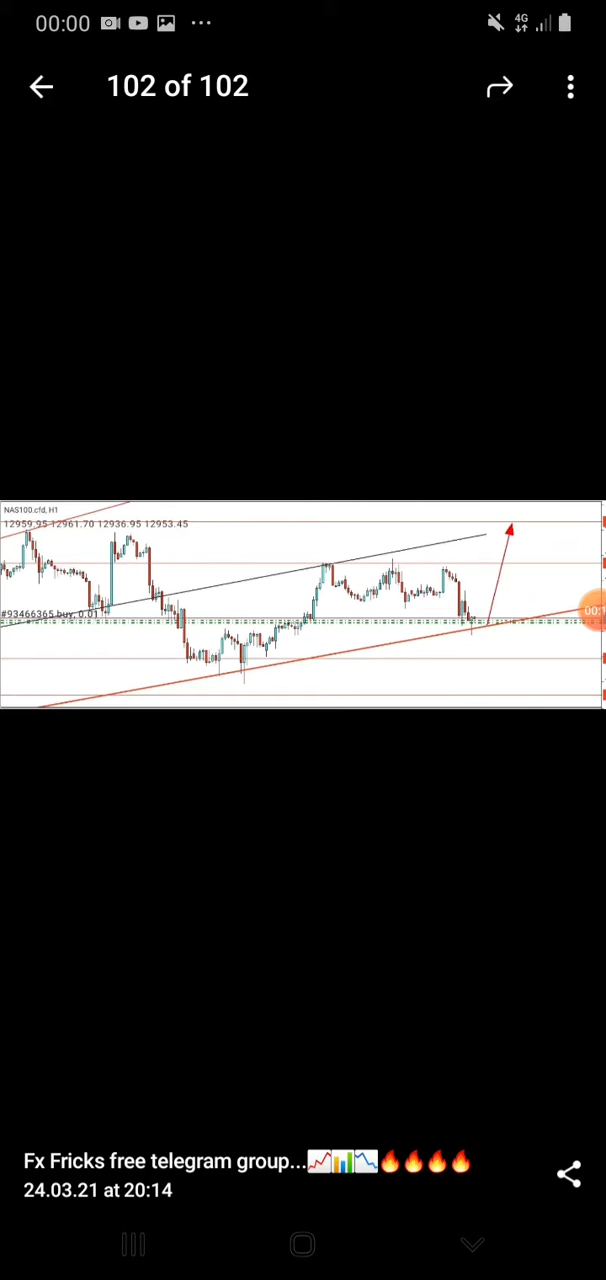 00:00
4G
102 of 102
NAS100.cfd, H1
12959.95 12961.70 12936.95 12953.45
#93466365 buy, 0.01
Fx Fricks free telegram group...📈📊📉🔥🔥🔥🔥
24.03.21 at 20:14